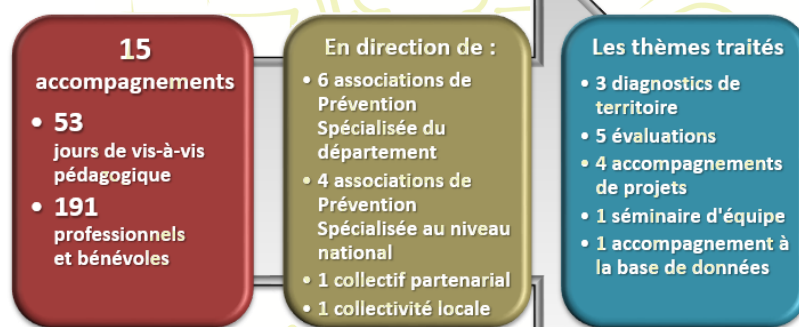 15
accompagnements
• 53
jours de vis-à-vis
pédagogique
• 191
professionnels
et bénévoles
En direction de :
• 6 associations de
Prévention
Spécialisée du
département
• 4 associations de
Prévention
Spécialisée au niveau
national
• 1 collectif partenarial
• 1 collectivité locale
Les thèmes traités
• 3 diagnostics de
territoire
• 5 évaluations
• 4 accompagnements
de projets
• 1 séminaire d'équipe
• 1 accompagnement à
la base de données